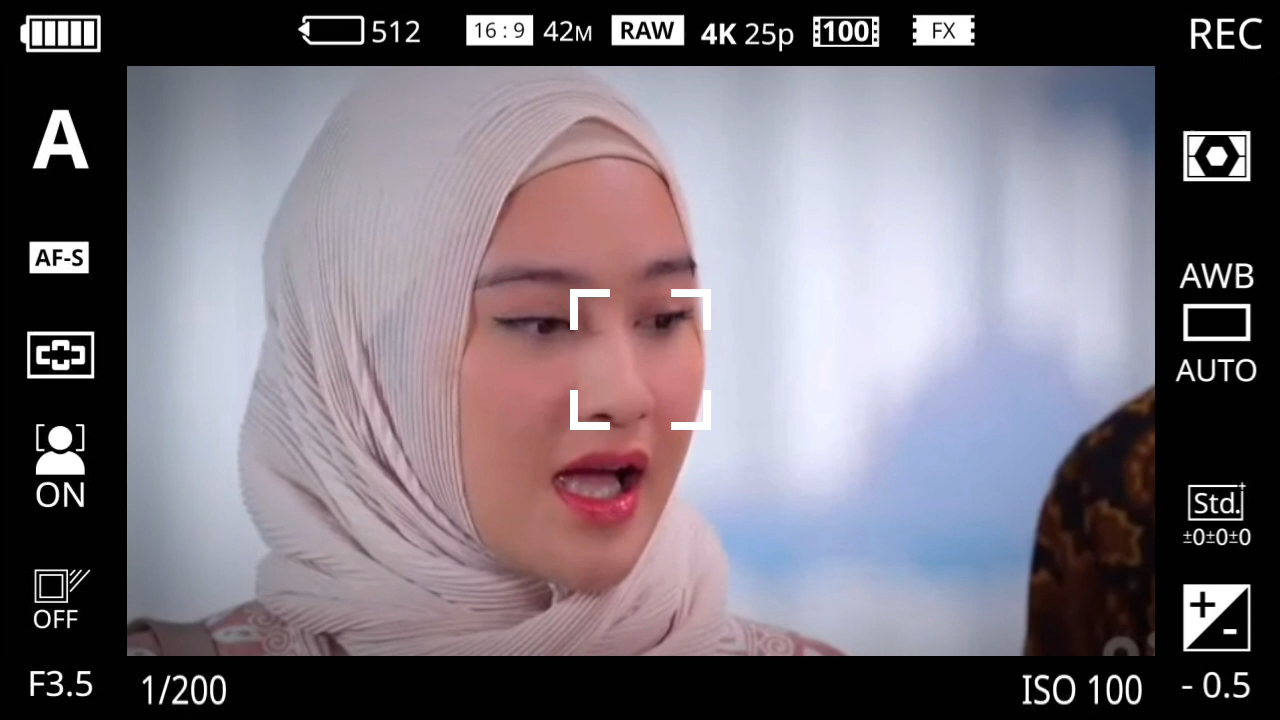 512 16 : 9 42M RAW 4K 25p 100 FX REC
A
AF-S
AWB
AUTO
ON
Std.
±0±0±0
OFF
F3.5 1/200 ISO 100 - 0.5